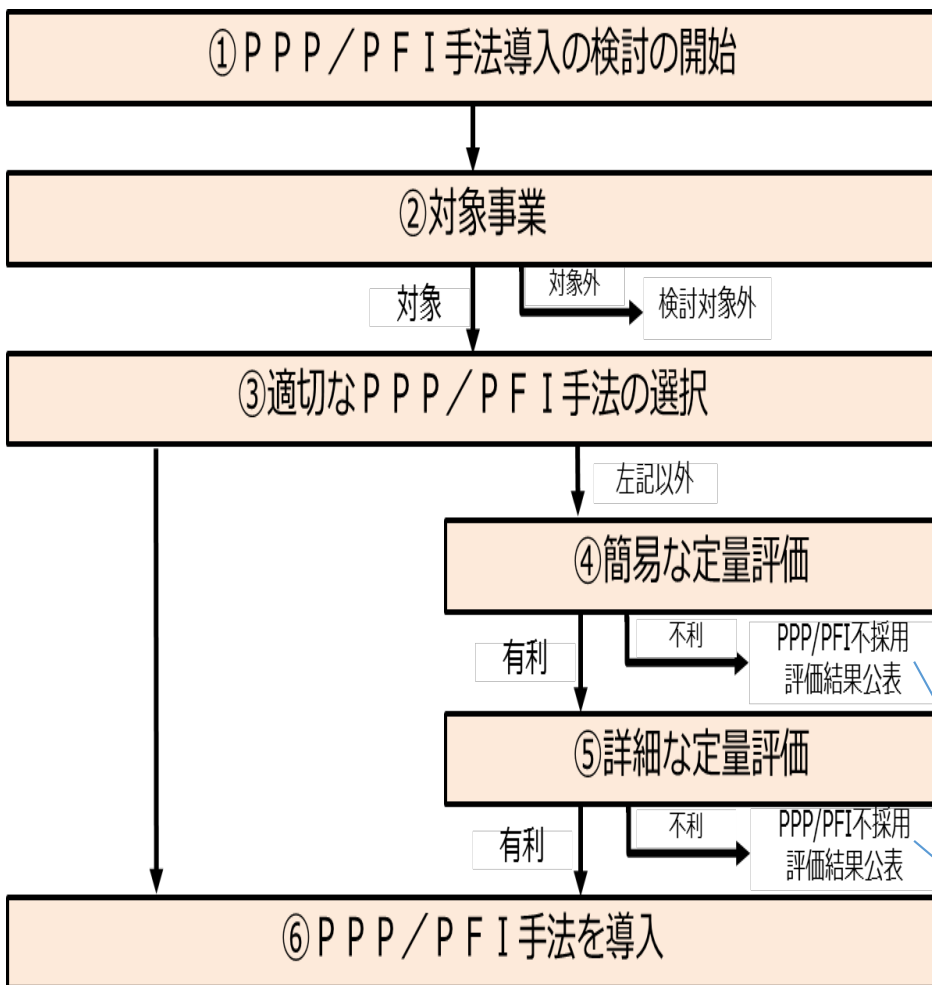 ①ＰＰＰ／ＰＦＩ手法導入の検討の開始
②対象事業
対象
対象外
検討対象外
③適切なＰＰＰ／ＰＦＩ手法の選択
左記以外
④簡易な定量評価
有利
不利
PPP/PFI不採用
評価結果公表
⑤詳細な定量評価
有利
不利
PPP/PFI不採用
評価結果公表
⑥ＰＰＰ／ＰＦＩ手法を導入